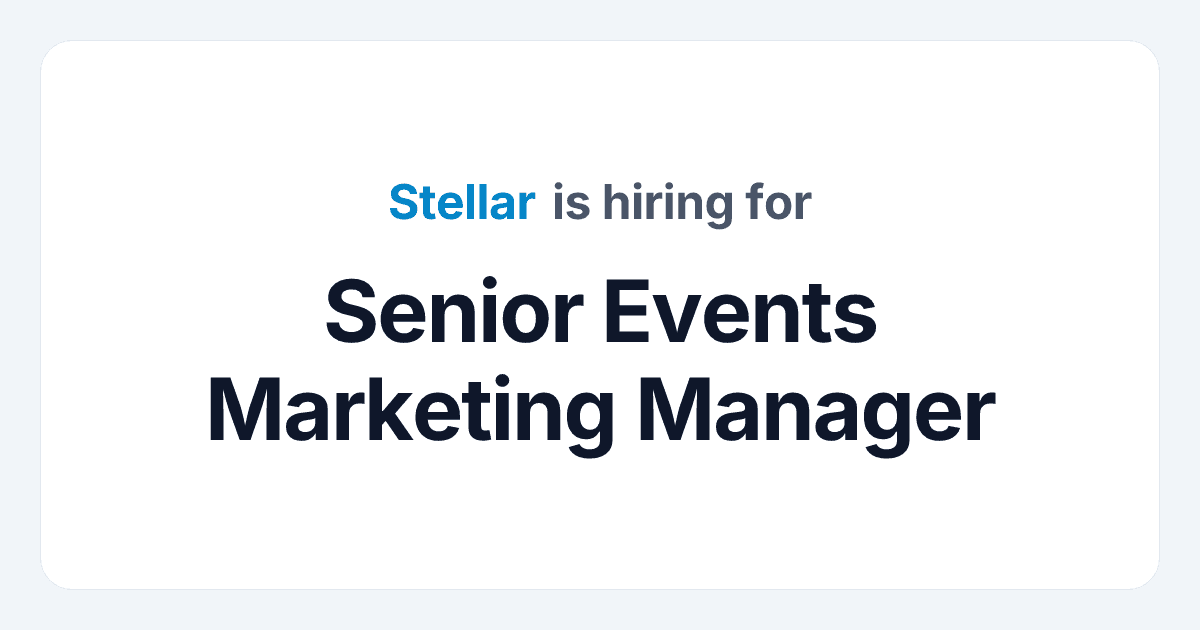 Stellar is hiring for
Senior Events
Marketing Manager